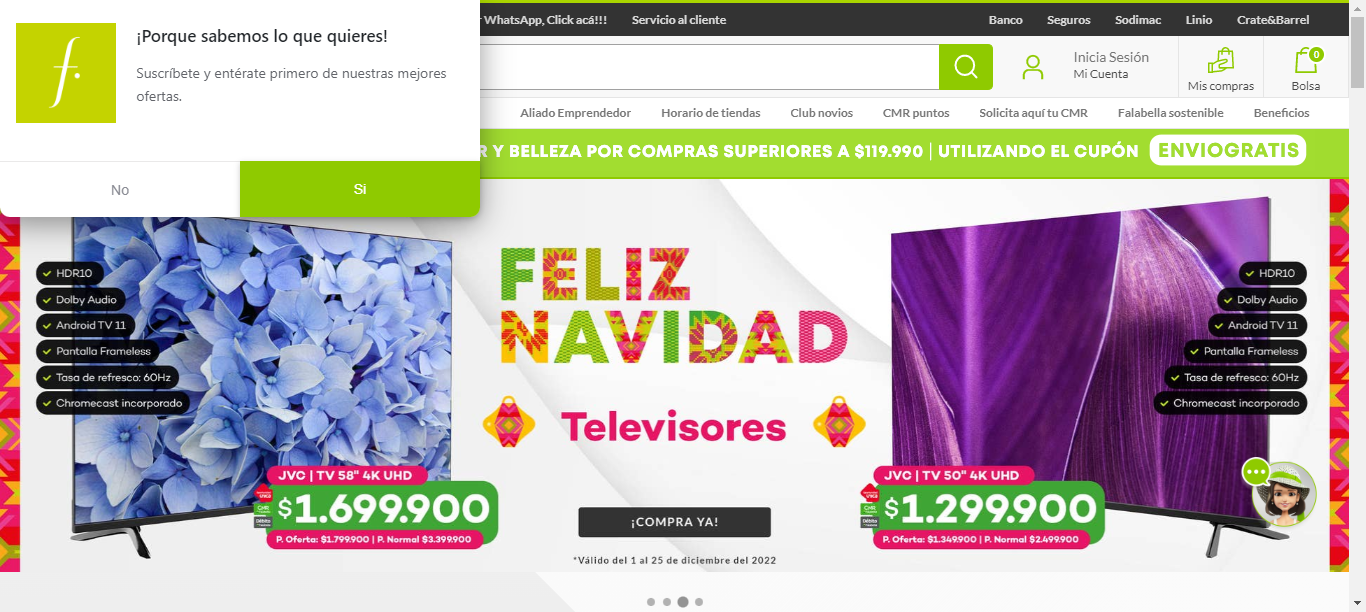 ¡Porque sabemos lo que quieres!
Suscríbete y entérate primero de nuestras mejores
ofertas.
No
Si
WhatsApp, Click acá!!!
Servicio al cliente
Banco
Seguros
Sodimac
Linio
Crate&Barrel
Inicia Sesión
Mi Cuenta
Mis compras
0
Bolsa
Aliado Emprendedor
Horario de tiendas
Club novios
CMR puntos
Solicita aquí tu CMR
Falabella sostenible
Beneficios
Y BELLEZA POR COMPRAS SUPERIORES A $119.990 | UTILIZANDO EL CUPÓN ENVIOGRATIS
HDR10
Dolby Audio
Android TV 11
Pantalla Frameless
Tasa de refresco: 60Hz
Chromecast incorporado
FELIZ
NAVIDAD
Televisores
HDR10
Dolby Audio
Android TV 11
Pantalla Frameless
Tasa de refresco: 60Hz
Chromecast incorporado
JVC | TV 58" 4K UHD
$1.699.900
P. Oferta: $1.799.900 | P. Normal $3.399.900
¡COMPRA YA!
*Válido del 1 al 25 de diciembre del 2022
JVC | TV 50" 4K UHD
$1.299.900
P. Oferta: $1.349.900 | P. Normal $2.499.900